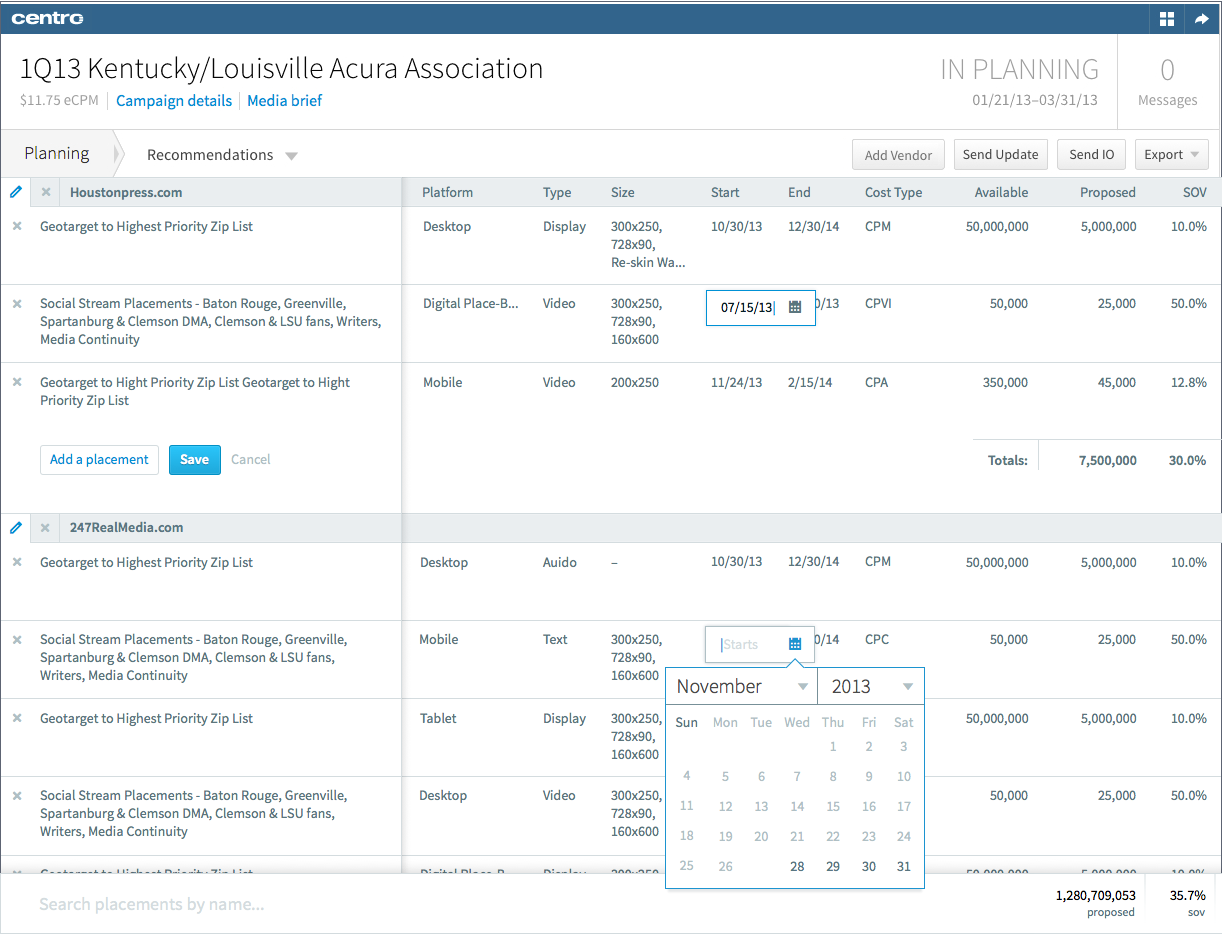 centro
1Q13 Kentucky/Louisville Acura Association
IN PLANNING
0
$11.75 eCPM Campaign details Media brief
01/21/13–03/31/13
Messages
Planning Recommendations
Add Vendor Send Update Send IO Export
Houstonpress.com Platform Type Size Start End Cost Type Available Proposed SOV
Geotarget to Highest Priority Zip List Desktop Display 300x250, 10/30/13 12/30/14 CPM 50,000,000 5,000,000 10.0%
728x90,
Re-skin Wa...
Social Stream Placements - Baton Rouge, Greenville, Digital Place-B... Video 300x250, 07/15/13 0/13 CPVI 50,000 25,000 50.0%
Spartanburg & Clemson DMA, Clemson & LSU fans, Writers, 728x90,
Media Continuity 160x600
Geotarget to Hight Priority Zip List Geotarget to Hight Mobile Video 200x250 11/24/13 2/15/14 CPA 350,000 45,000 12.8%
Priority Zip List
Add a placement Save Cancel Totals: 7,500,000 30.0%
247RealMedia.com
Geotarget to Highest Priority Zip List Desktop Auido – 10/30/13 12/30/14 CPM 50,000,000 5,000,000 10.0%
Social Stream Placements - Baton Rouge, Greenville, Mobile Text 300x250, Starts 0/14 CPC 50,000 25,000 50.0%
Spartanburg & Clemson DMA, Clemson & LSU fans, 728x90,
Writers, Media Continuity 160x600
November 2013
Geotarget to Highest Priority Zip List Tablet Display 300x250, 50,000,000 5,000,000 10.0%
728x90,
160x600
Sun Mon Tue Wed Thu Fri Sat
1 2 3
4 5 6 7 8 9 10
Social Stream Placements - Baton Rouge, Greenville, Desktop Video 300x250, 50,000 25,000 50.0%
Spartanburg & Clemson DMA, Clemson & LSU fans, 728x90,
Writers, Media Continuity 160x600
11 12 13 14 15 16 17
18 19 20 21 22 23 24
25 26 28 29 30 31
Search placements by name...
1,280,709,053 35.7%
proposed sov